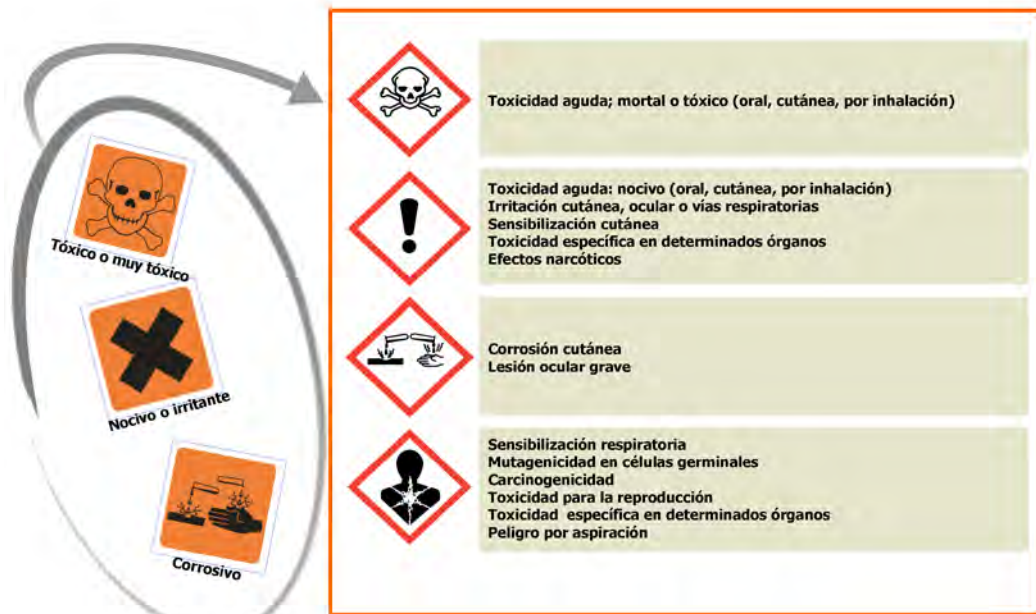 Tóxico o muy tóxico
Nocivo o irritante
Corrosivo
Toxicidad aguda; mortal o tóxico (oral, cutánea, por inhalación)
Toxicidad aguda: nocivo (oral, cutánea, por inhalación)
Irritación cutánea, ocular o vías respiratorias
Sensibilización cutánea
Toxicidad específica en determinados órganos
Efectos narcóticos
Corrosión cutánea
Lesión ocular grave
Sensibilización respiratoria
Mutagenicidad en células germinales
Carcinogenicidad
Toxicidad para la reproducción
Toxicidad específica en determinados órganos
Peligro por aspiración